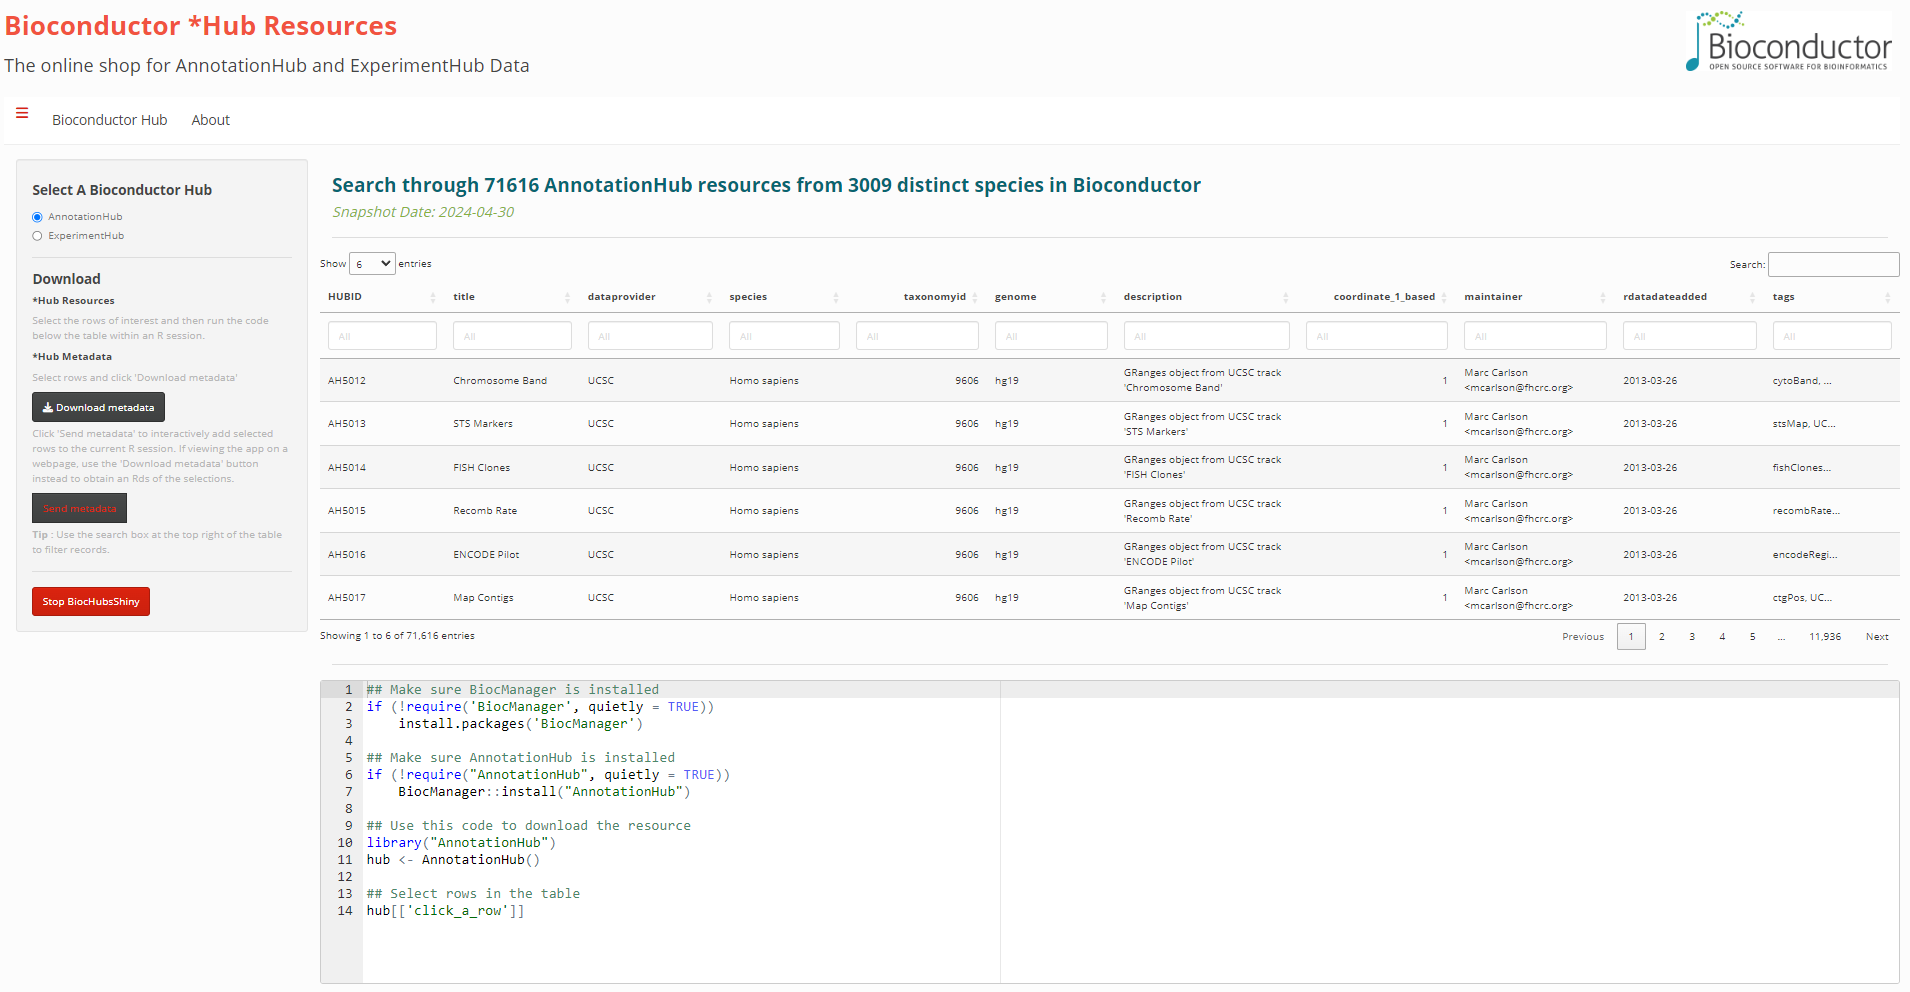 Bioconductor *Hub Resources
The online shop for AnnotationHub and ExperimentHub Data
Bioconductor
OPEN SOURCE SOFTWARE FOR BIOINFORMATICS
Bioconductor Hub About
Select A Bioconductor Hub
AnnotationHub
ExperimentHub
Download
*Hub Resources
Select the rows of interest and then run the code
below the table within an R session.
*Hub Metadata
Select rows and click 'Download metadata'
Download metadata
Click 'Send metadata' to interactively add selected
rows to the current R session. If viewing the app on a
webpage, use the 'Download metadata' button
instead to obtain an Rds of the selections.
Send metadata
Tip : Use the search box at the top right of the table
to filter records.
Stop BiocHubsShiny
Search through 71616 AnnotationHub resources from 3009 distinct species in Bioconductor
Snapshot Date: 2024-04-30
Show 6 entries
Search:
HUBID title dataprovider species taxonomyid genome description coordinate_1_based maintainer rdatadateadded tags
All All All All All All All All All All All
AH5012 Chromosome Band UCSC Homo sapiens 9606 hg19 GRanges object from UCSC track 'Chromosome Band' 1 Marc Carlson <mcarlson@fhcrc.org> 2013-03-26 cytoBand, ...
AH5013 STS Markers UCSC Homo sapiens 9606 hg19 GRanges object from UCSC track 'STS Markers' 1 Marc Carlson <mcarlson@fhcrc.org> 2013-03-26 stsMap, UC...
AH5014 FISH Clones UCSC Homo sapiens 9606 hg19 GRanges object from UCSC track 'FISH Clones' 1 Marc Carlson <mcarlson@fhcrc.org> 2013-03-26 fishClones...
AH5015 Recomb Rate UCSC Homo sapiens 9606 hg19 GRanges object from UCSC track 'Recomb Rate' 1 Marc Carlson <mcarlson@fhcrc.org> 2013-03-26 recombRate...
AH5016 ENCODE Pilot UCSC Homo sapiens 9606 hg19 GRanges object from UCSC track 'ENCODE Pilot' 1 Marc Carlson <mcarlson@fhcrc.org> 2013-03-26 encodeRegi...
AH5017 Map Contigs UCSC Homo sapiens 9606 hg19 GRanges object from UCSC track 'Map Contigs' 1 Marc Carlson <mcarlson@fhcrc.org> 2013-03-26 ctgPos, UC...
Showing 1 to 6 of 71,616 entries
Previous 1 2 3 4 5 ... 11,936 Next
1 ## Make sure BiocManager is installed
2 if (!require('BiocManager', quietly = TRUE))
3 install.packages('BiocManager')
4
5 ## Make sure AnnotationHub is installed
6 if (!require("AnnotationHub", quietly = TRUE))
7 BiocManager::install("AnnotationHub")
8
9 ## Use this code to download the resource
10 library("AnnotationHub")
11 hub <- AnnotationHub()
12
13 ## Select rows in the table
14 hub[['click_a_row']]